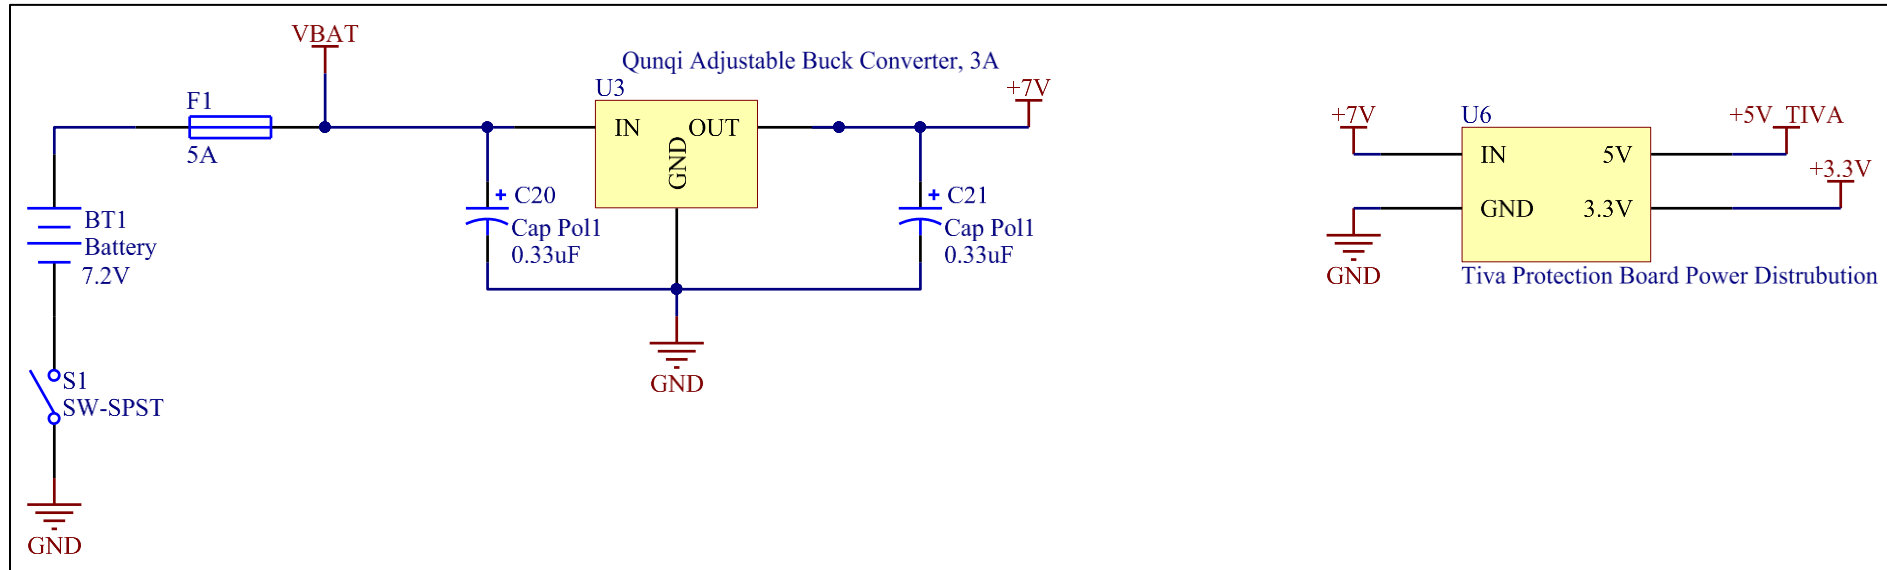 VBAT
Qunqi Adjustable Buck Converter, 3A
F1
5A
U3
IN
OUT
GND
+7V
+ C20
Cap Pol1
0.33uF
+ C21
Cap Pol1
0.33uF
GND
BT1
Battery
7.2V
S1
SW-SPST
GND
+7V
U6
+5V_TIVA
IN
5V
+3.3V
GND
3.3V
GND
Tiva Protection Board Power Distrubution